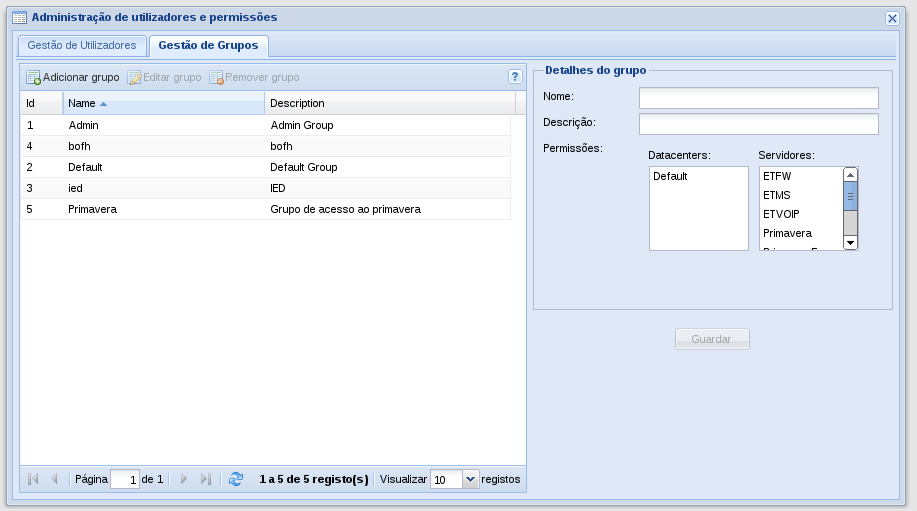 Administração de utilizadores e permissões
Gestão de Utilizadores Gestão de Grupos
Adicionar grupo Editar grupo Remover grupo ?
Id Name Description
1 Admin Admin Group
4 bofh bofh
2 Default Default Group
3 ied IED
5 Primavera Grupo de acesso ao primavera
Página 1 de 1 1 a 5 de 5 registo(s) Visualizar 10 registos
Detalhes do grupo
Nome:
Descrição:
Permissões:
Datacenters:
Default
Servidores:
ETFW
ETMS
ETVOIP
Primavera
Guardar